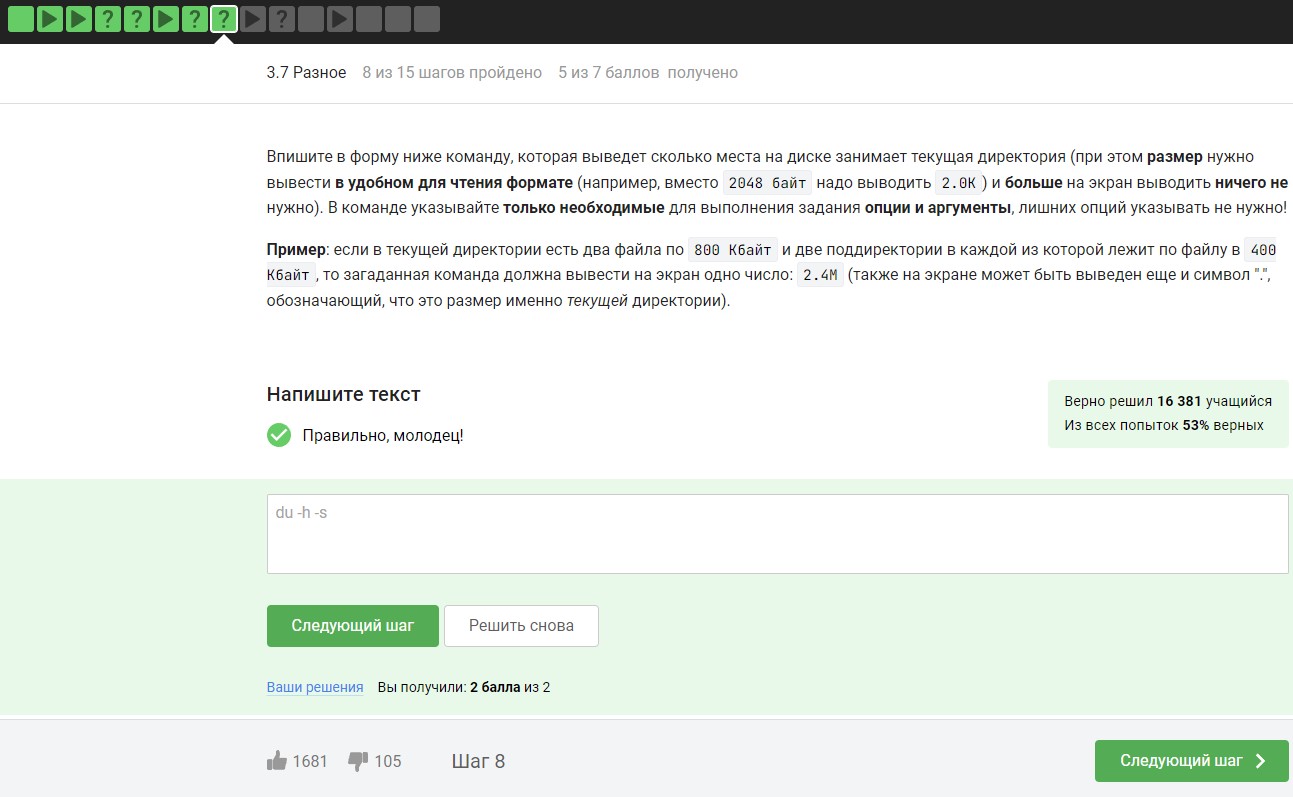 ? ? ? ? ?
3.7 Разное 8 из 15 шагов пройдено 5 из 7 баллов получено
Впишите в форму ниже команду, которая выведет сколько места на диске занимает текущая директория (при этом размер нужно
вывести в удобном для чтения формате (например, вместо 2048 байт надо выводить 2.0K ) и больше на экран выводить ничего не
нужно). В команде указывайте только необходимые для выполнения задания опции и аргументы, лишних опций указывать не нужно!
Пример: если в текущей директории есть два файла по 800 Кбайт и две поддиректории в каждой из которой лежит по файлу в 400
Кбайт , то загаданная команда должна вывести на экран одно число: 2.4M (также на экране может быть выведен еще и символ ".",
обозначающий, что это размер именно текущей директории).
Напишите текст
Верно решил 16 381 учащийся
Из всех попыток 53% верных
Правильно, молодец!
du -h -s
Следующий шаг Решить снова
Ваши решения Вы получили: 2 балла из 2
1681 105 Шаг 8 Следующий шаг